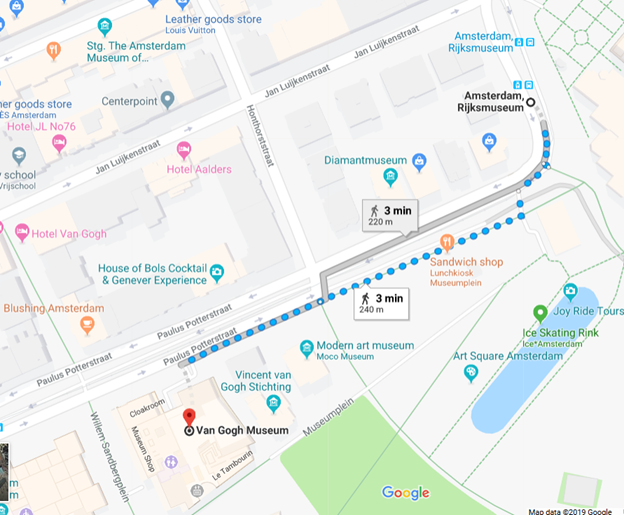 Leather goods store
Louis Vuitton
Stg. The Amsterdam
Museum of...
Amsterdam,
Rijksmuseum
Jan Luijkenstraat
Jan Luijkenstraat
her goods store
ES Amsterdam
Centerpoint
Amsterdam,
Rijksmuseum
Hotel JL No76
Honthorststraat
Jan Luijkenstraat
school
Vrijschool
Hotel Aalders
Diamantmuseum
3 min
220 m
Hotel Van Gogh
Sandwich shop
Lunchkiosk
Museumplein
House of Bols Cocktail
& Genever Experience
3 min
240 m
Blushing Amsterdam
Paulus Potterstraat
Joy Ride Tours
Paulus Potterstraat
Ice Skating Rink
Ice*Amsterdam
Modern art museum
Moco Museum
Art Square Amsterdam
Paulus Potterstraat
Vincent van
Gogh Stichting
Cloakroom
Museumplein
Van Gogh Museum
Museum Shop
Willem Sandbergplein
Le Tambourin
m
m
Google
Map data ©2019 Google